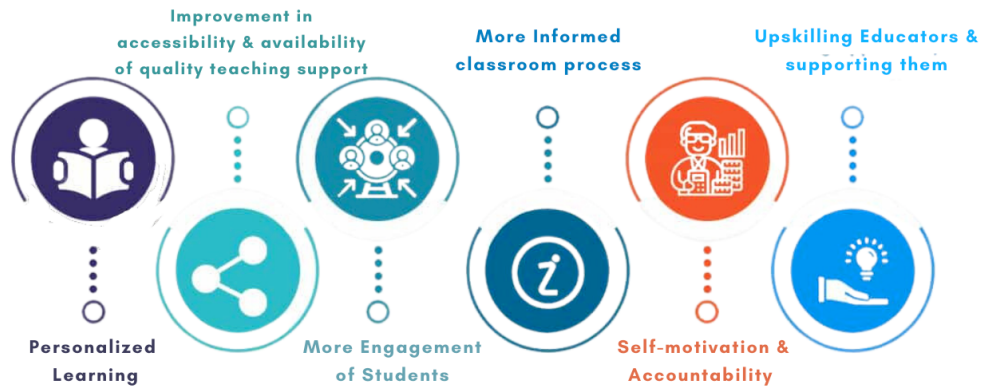 Improvement in
accessibility & availability
of quality teaching support
More Informed
classroom process
Upskilling Educators &
supporting them
Personalized
Learning
More Engagement
of Students
Self-motivation &
Accountability